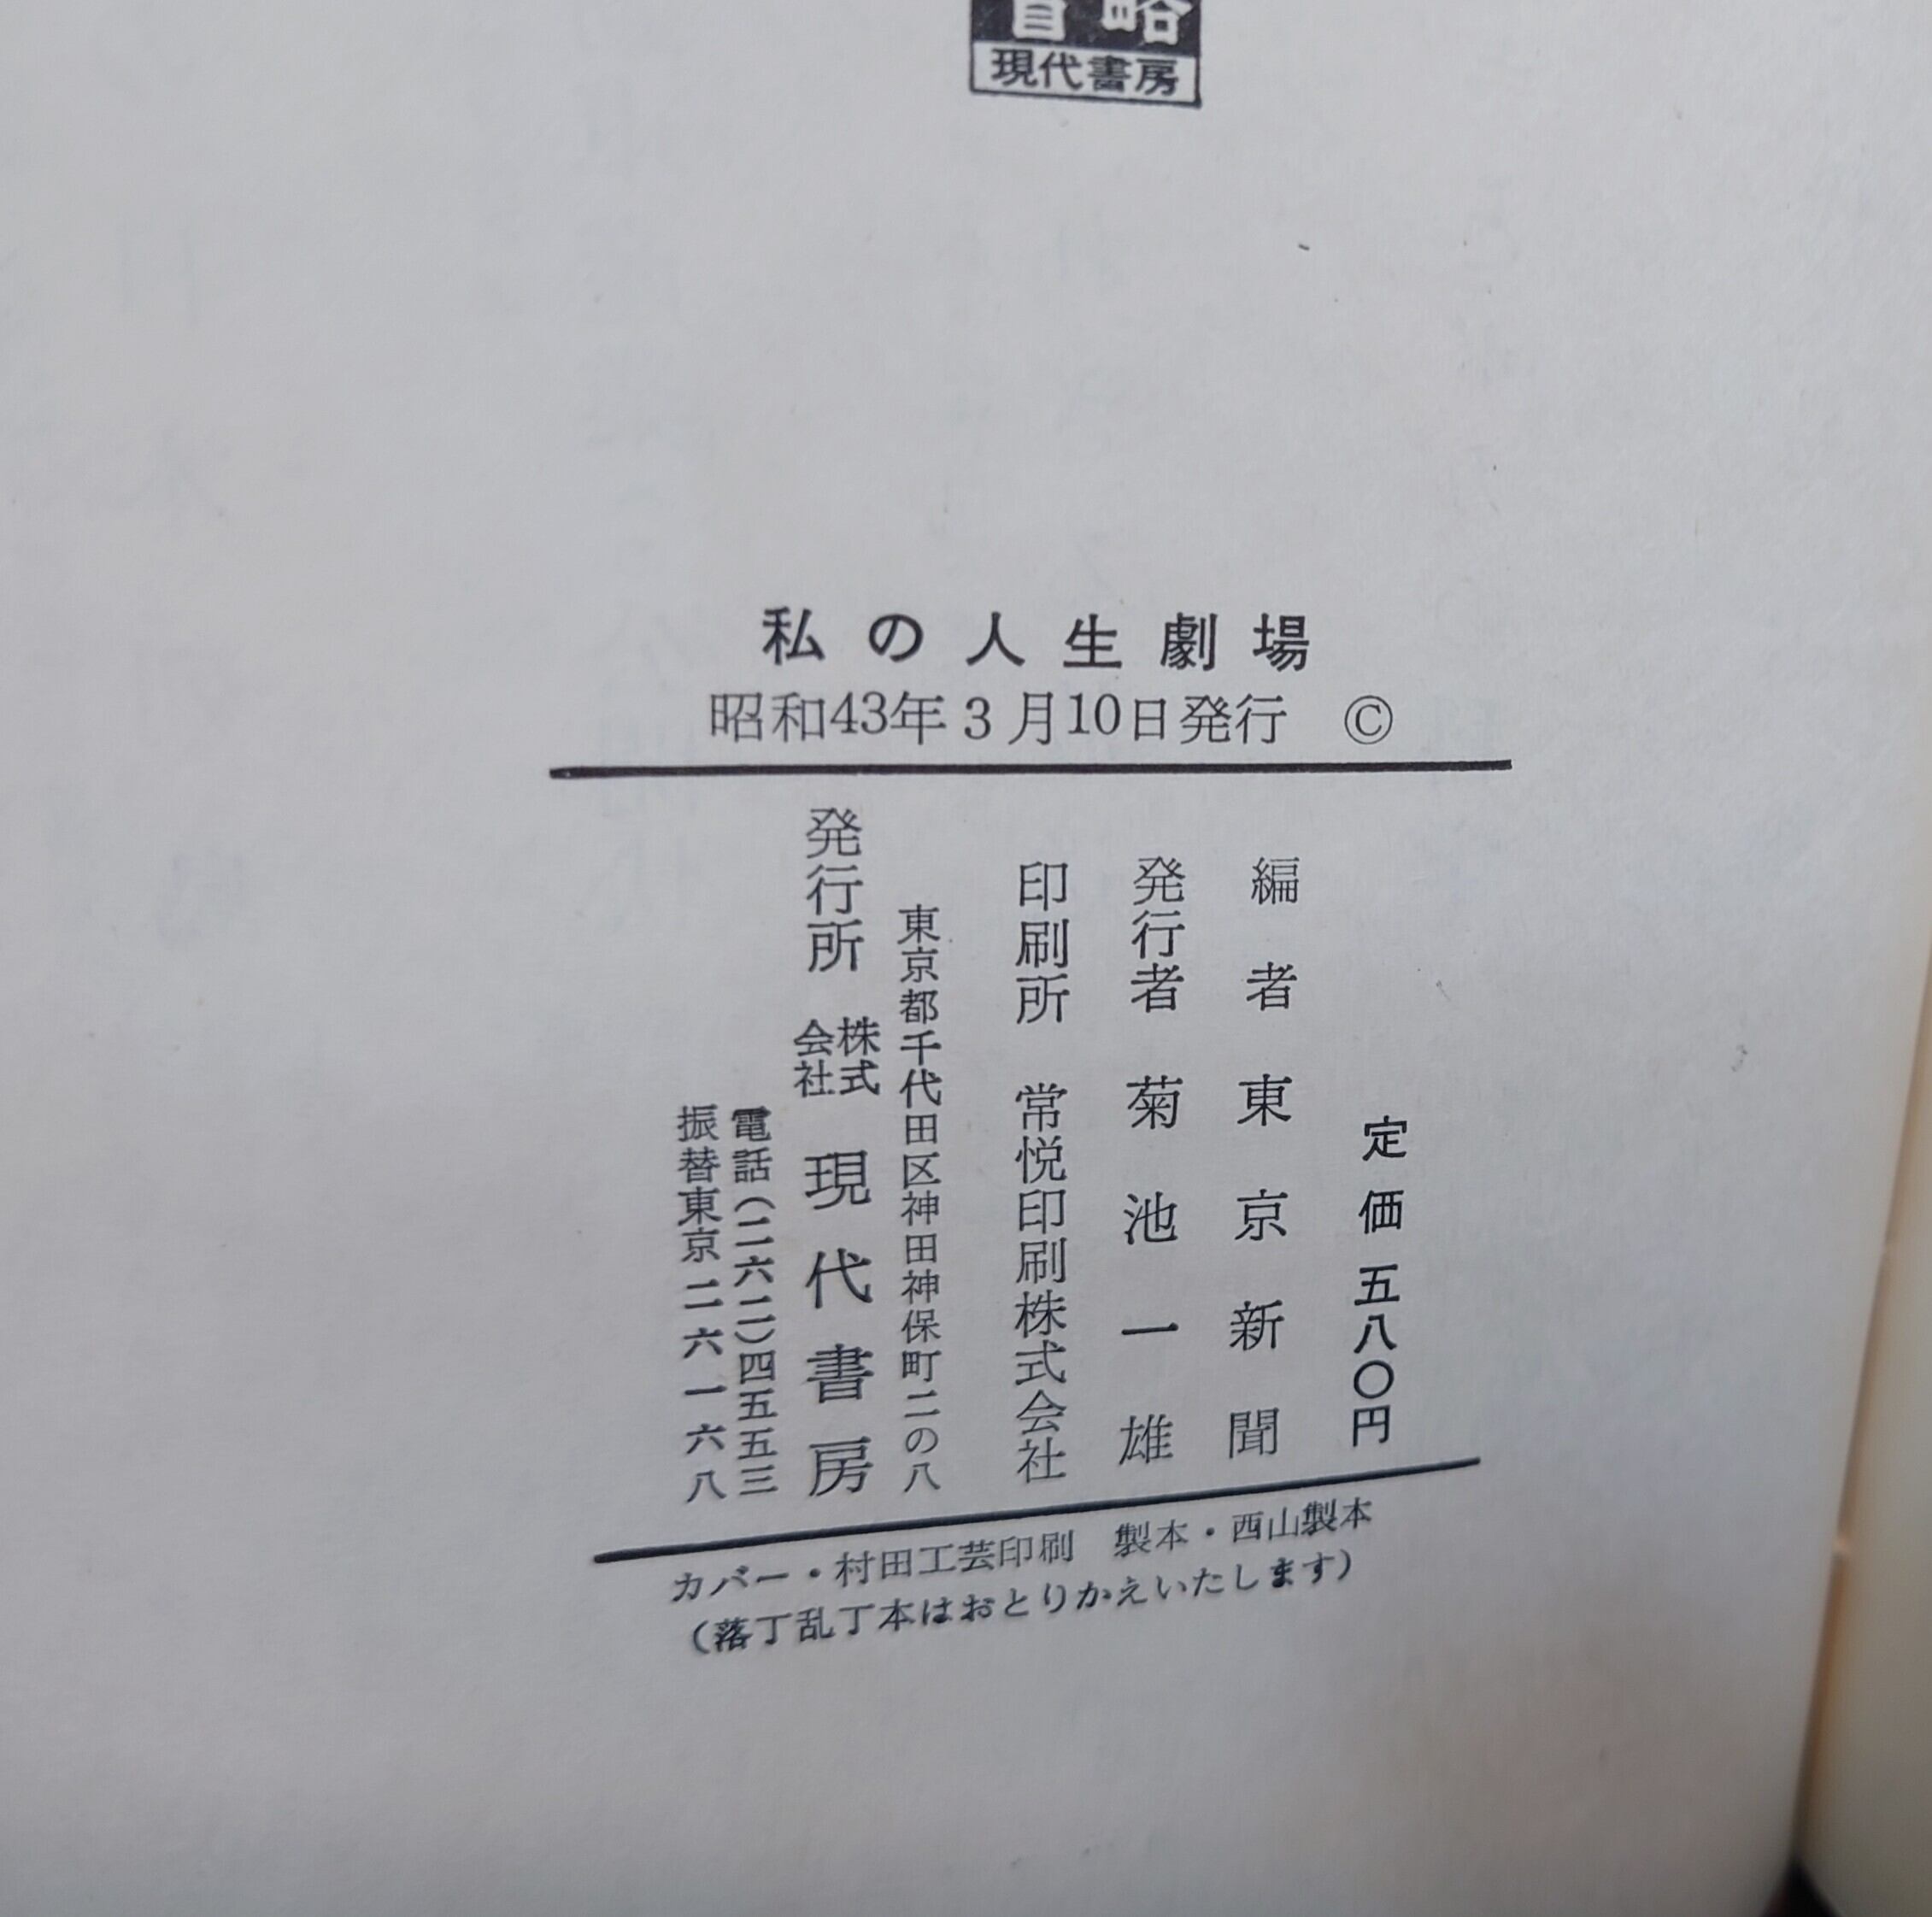 省略
現代書房
私の人生劇場
昭和43年3月10日発行 ©
定価 五八〇円
編者 東京新聞
発行者 菊池一雄
印刷所 常悦印刷株式会社
東京都千代田区神田神保町二の八
発行所 株式会社 現代書房
電話(二六二)四五五三
振替東京二六一六八
カバー・村田工芸印刷 製本・西山製本
(落丁乱丁本はおとりかえいたします)